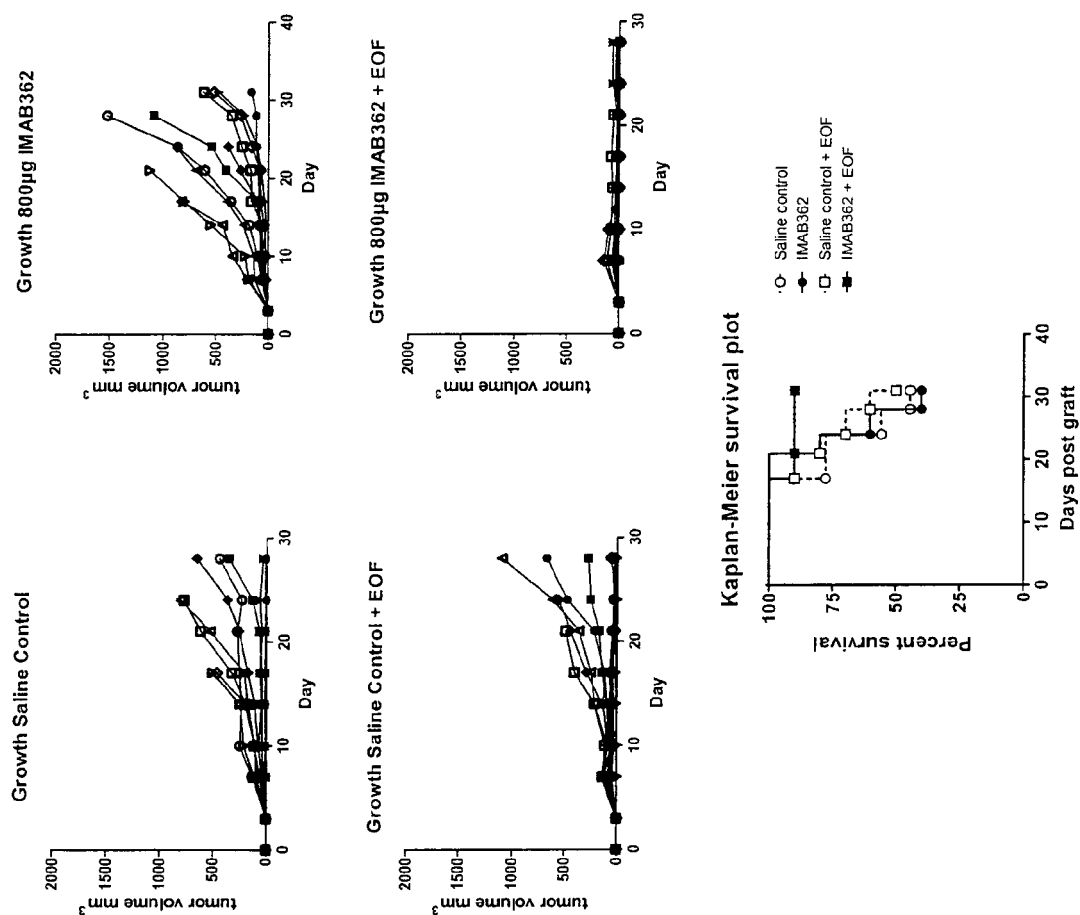 Growth Saline Control
2000
1500
1000
500
0
tumor volume mm³
0
10
20
30
Day
Growth 800µg IMAB362
2000
1500
1000
500
0
tumor volume mm³
0
10
20
30
40
Day
Growth Saline Control + EOF
2000
1500
1000
500
0
tumor volume mm³
0
10
20
30
Day
Growth 800µg IMAB362 + EOF
2000
1500
1000
500
0
tumor volume mm³
0
10
20
30
Day
Kaplan-Meier survival plot
100
75
50
25
0
Percent survival
0
10
20
30
40
Days post graft
Saline control
IMAB362
Saline control + EOF
IMAB362 + EOF